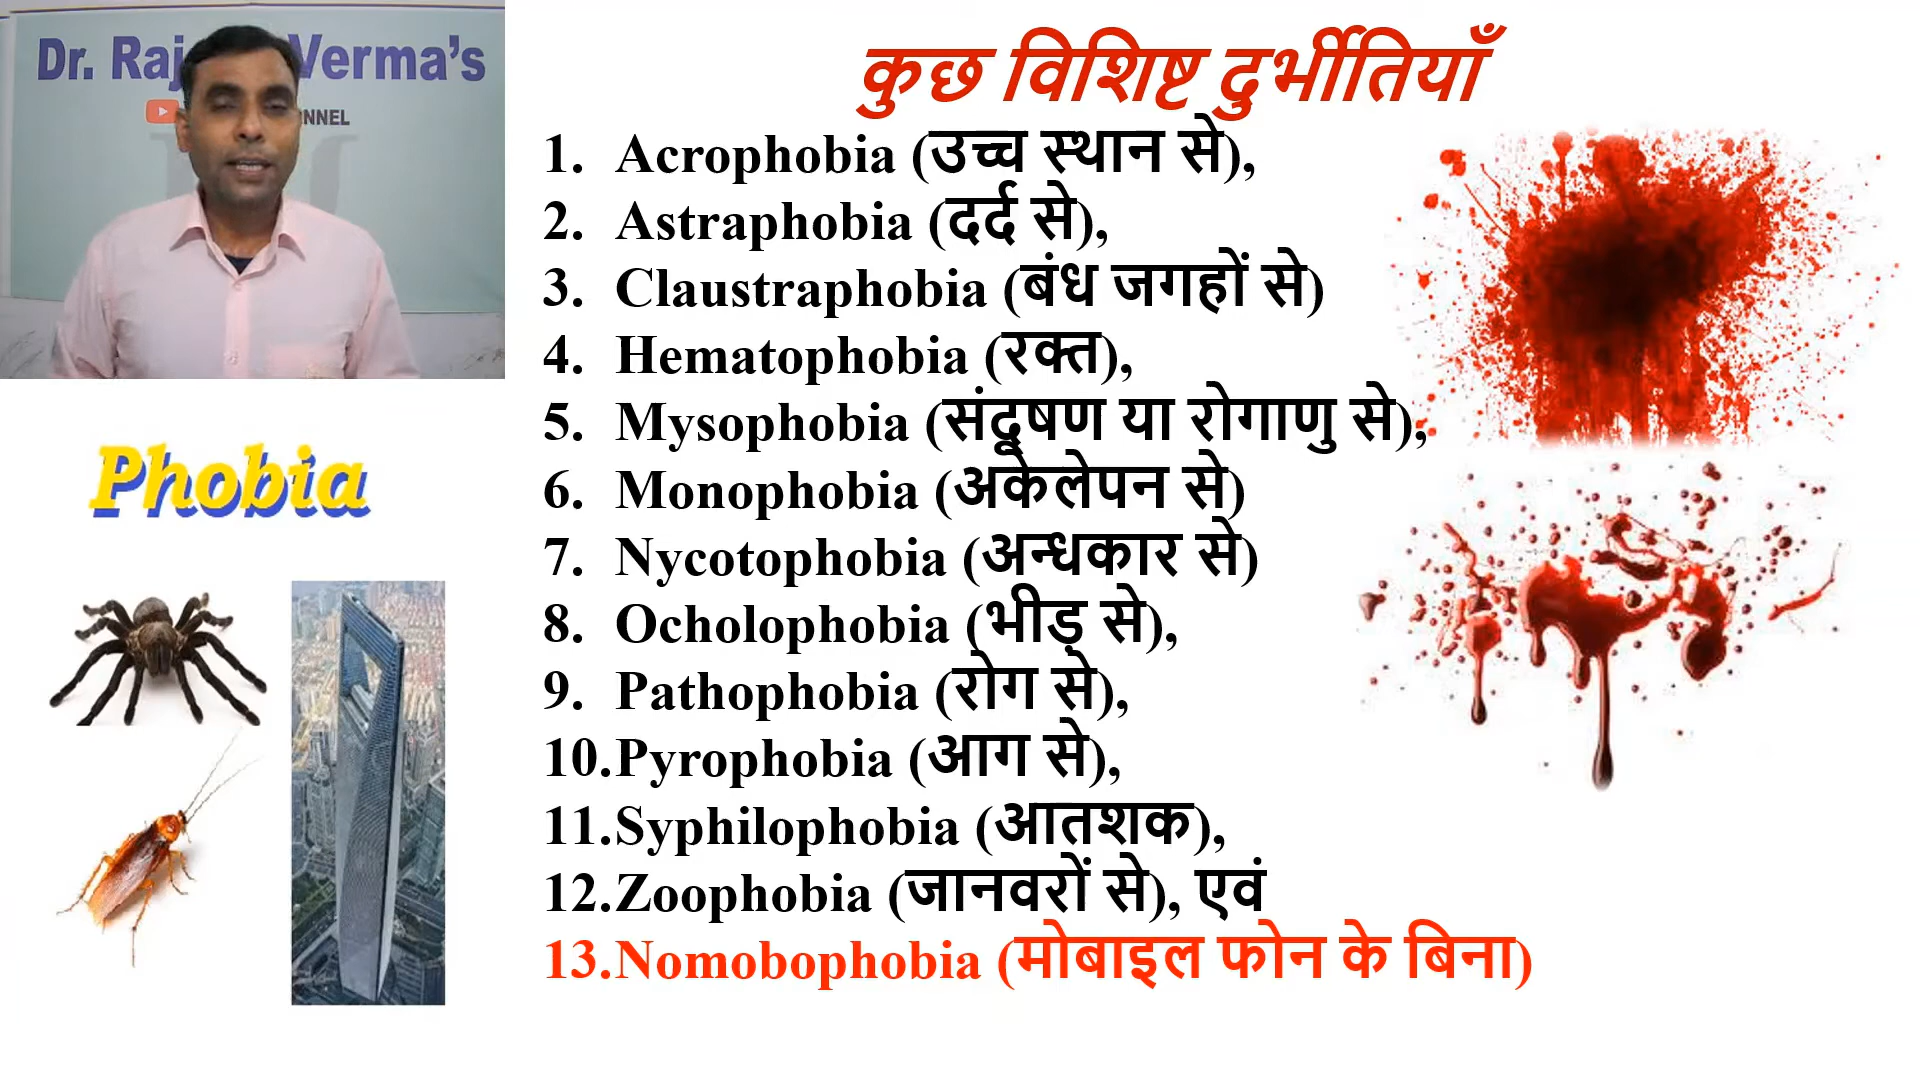 Dr. Raj Verma's
NNEL
कुछ विशिष्ट दुर्भीतियाँ
1. Acrophobia (उच्च स्थान से),
2. Astraphobia (दर्द से),
3. Claustraphobia (बंध जगहों से)
4. Hematophobia (रक्त),
5. Mysophobia (संदूषण या रोगाणु से),
6. Monophobia (अकेलेपन से)
7. Nycotophobia (अन्धकार से)
8. Ocholophobia (भीड़ से),
9. Pathophobia (रोग से),
10.Pyrophobia (आग से),
11.Syphilophobia (आतशक),
12.Zoophobia (जानवरों से), एवं
13.Nomobophobia (मोबाइल फोन के बिना)
Phobia